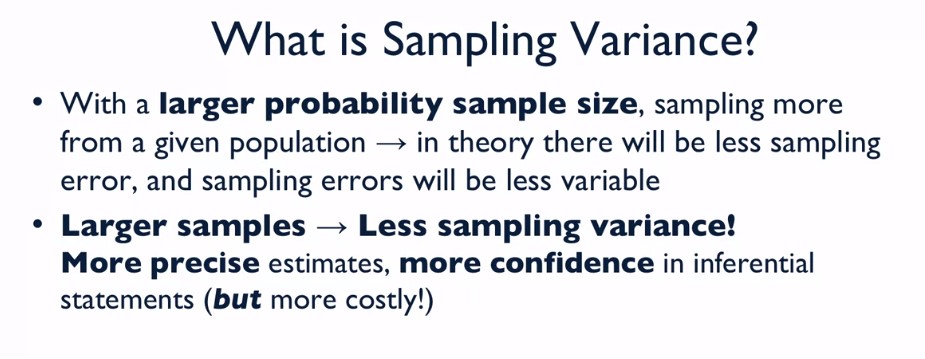 What is Sampling Variance?
• With a larger probability sample size, sampling more
from a given population → in theory there will be less sampling
error, and sampling errors will be less variable
• Larger samples → Less sampling variance!
More precise estimates, more confidence in inferential
statements (but more costly!)